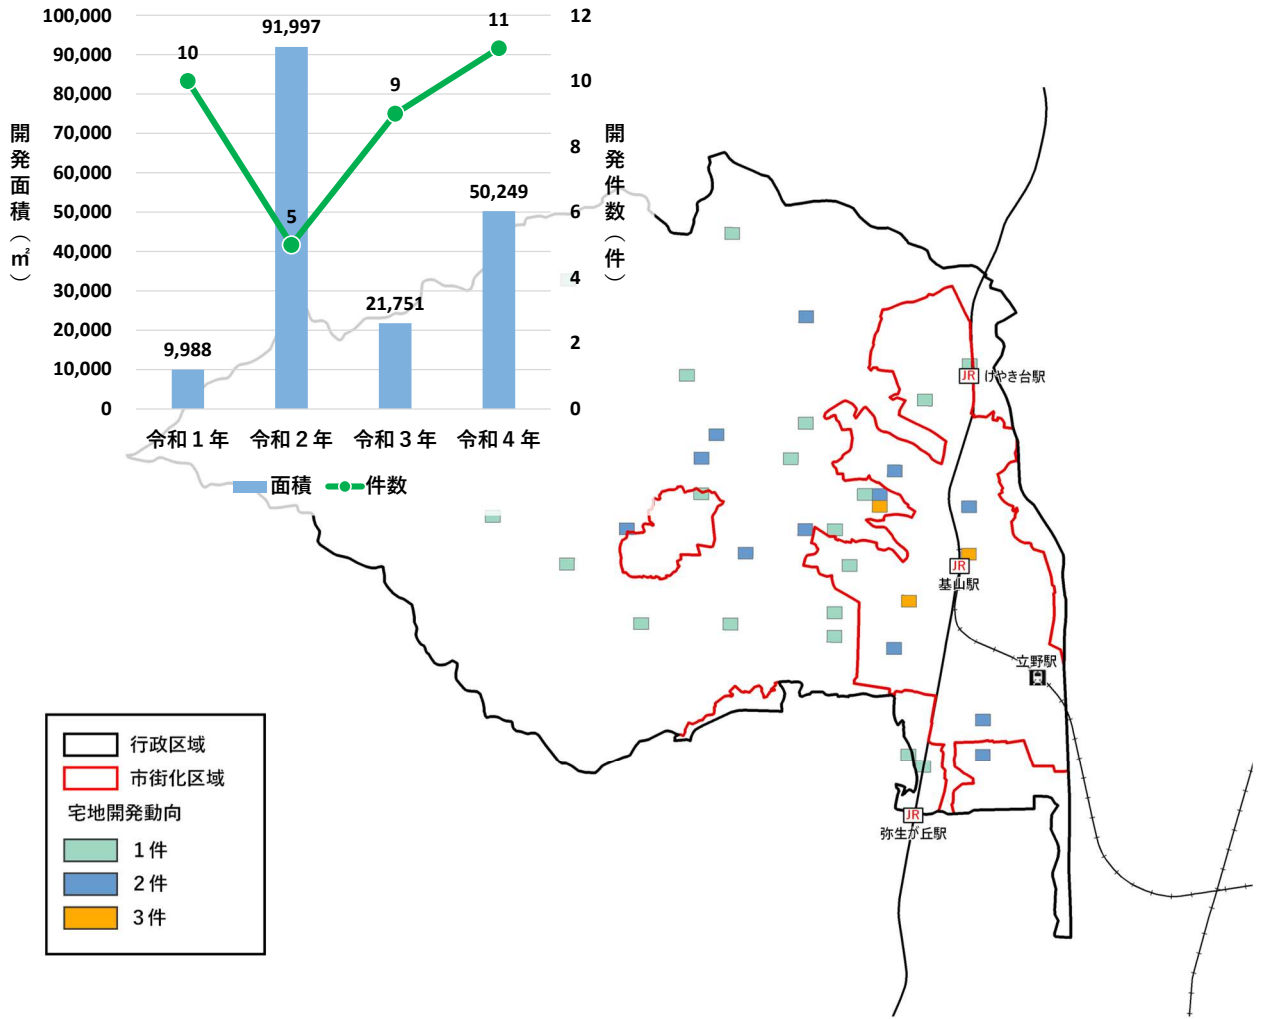 100,000
90,000
80,000
70,000
60,000
50,000
40,000
30,000
20,000
10,000
0
開発面積（㎡）
12
10
8
6
4
2
0
開発件数（件）
10
91,997
5
9
11
9,988
21,751
50,249
令和１年
令和２年
令和３年
令和４年
面積
件数
JR
けやき台駅
JR
基山駅
立野駅
JR
弥生が丘駅
行政区域
市街化区域
宅地開発動向
１件
２件
３件